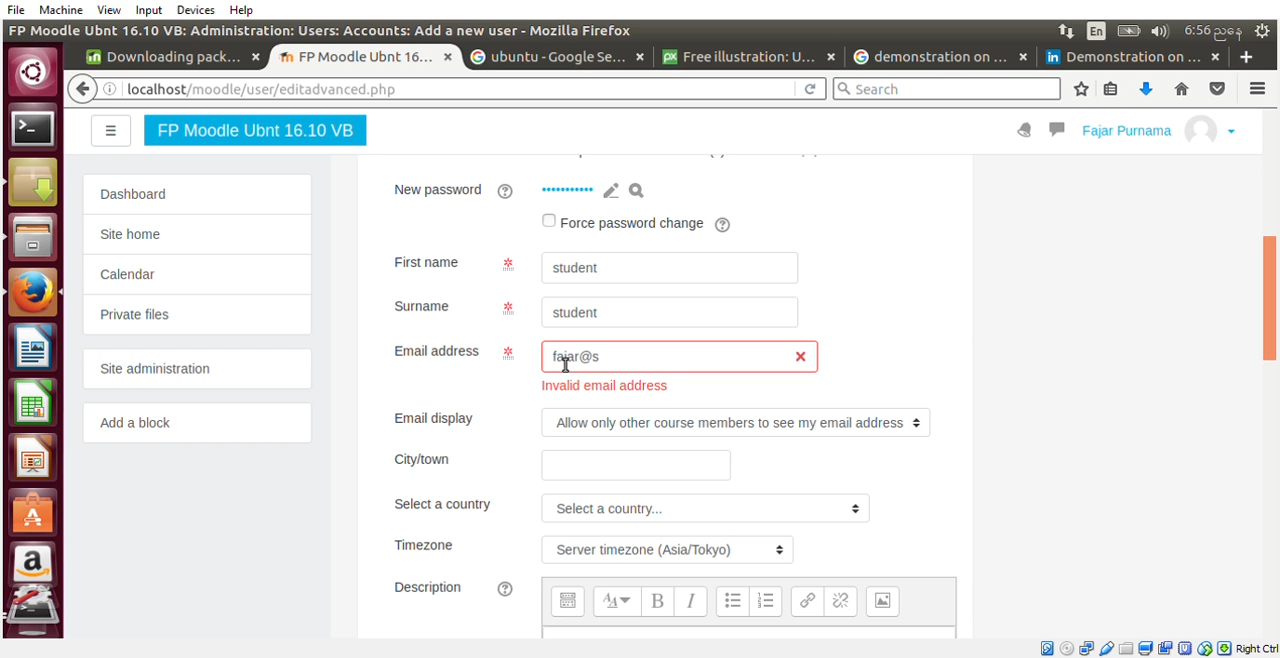 File Machine View Input Devices Help
FP Moodle Ubnt 16.10 VB: Administration: Users: Accounts: Add a new user - Mozilla Firefox
En 6:56 ညနေ
Downloading pack... × FP Moodle Ubnt 16... × ubuntu - Google Se... × Free illustration: U... × demonstration on ... × Demonstration on ... × +
localhost/moodle/user/editadvanced.php Search
FP Moodle Ubnt 16.10 VB Fajar Purnama
Dashboard
Site home
Calendar
Private files
Site administration
Add a block
New password •••••••••••
Force password change
First name student
Surname student
Email address fajar@s
Invalid email address
Email display Allow only other course members to see my email address
City/town
Select a country Select a country...
Timezone Server timezone (Asia/Tokyo)
Description
B I
Right Ctrl